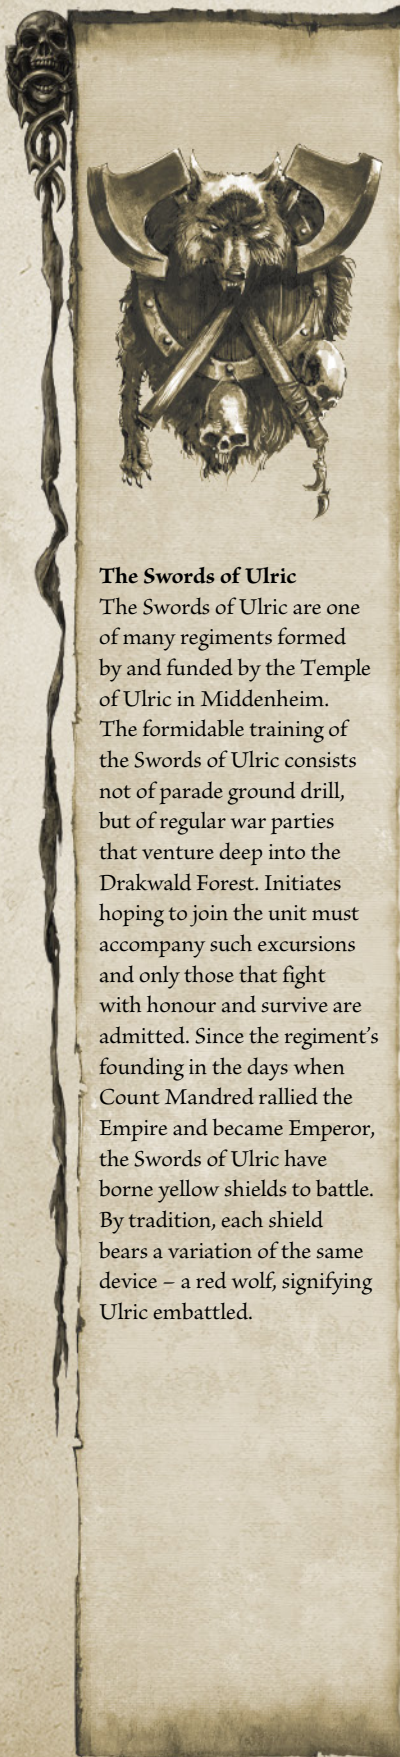 The Swords of Ulric
The Swords of Ulric are one
of many regiments formed
by and funded by the Temple
of Ulric in Middenheim.
The formidable training of
the Swords of Ulric consists
not of parade ground drill,
but of regular war parties
that venture deep into the
Drakwald Forest. Initiates
hoping to join the unit must
accompany such excursions
and only those that fight
with honour and survive are
admitted. Since the regiment’s
founding in the days when
Count Mandred rallied the
Empire and became Emperor,
the Swords of Ulric have
borne yellow shields to battle.
By tradition, each shield
bears a variation of the same
device – a red wolf, signifying
Ulric embattled.